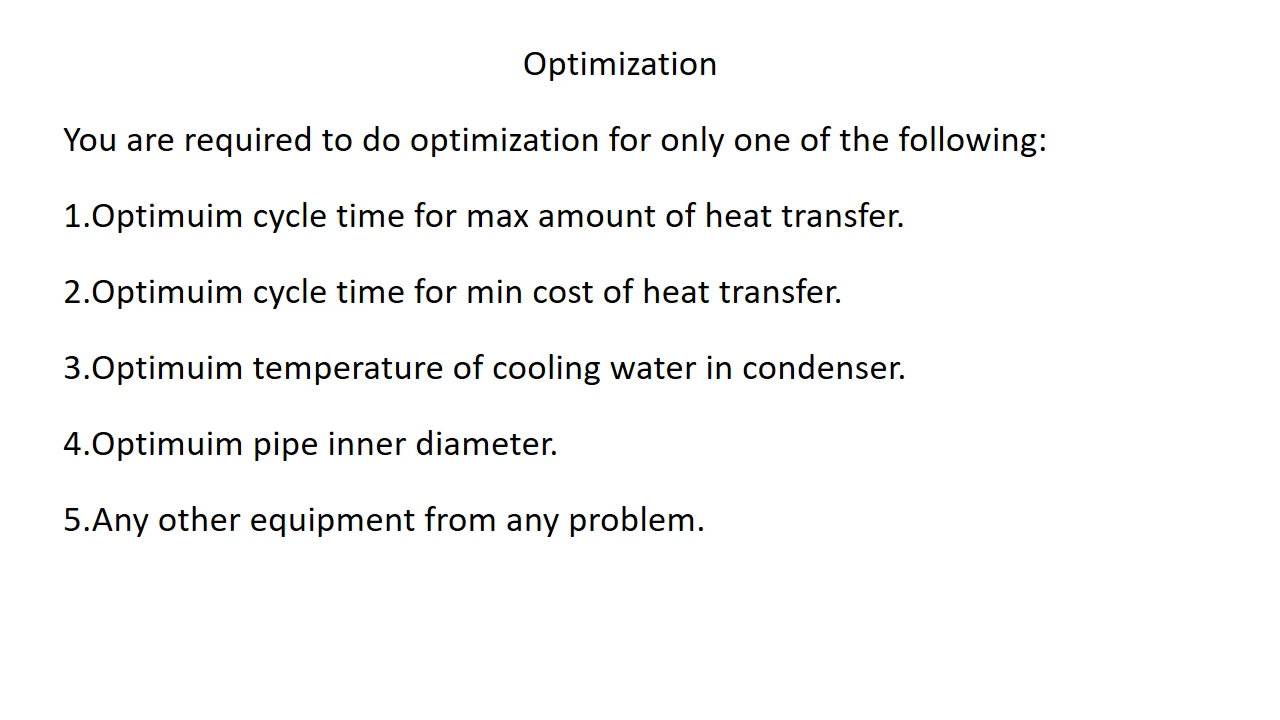 Optimization
You are required to do optimization for only one of the following:
1.Optimuim cycle time for max amount of heat transfer.
2.Optimuim cycle time for min cost of heat transfer.
3.Optimuim temperature of cooling water in condenser.
4.Optimuim pipe inner diameter.
5.Any other equipment from any problem.